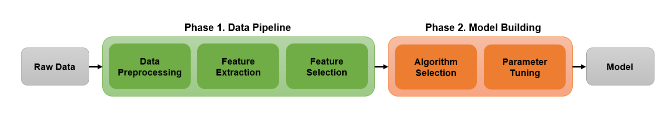 Phase 1. Data Pipeline
Phase 2. Model Building
Raw Data
Data
Preprocessing
Feature
Extraction
Feature
Selection
Algorithm
Selection
Parameter
Tuning
Model